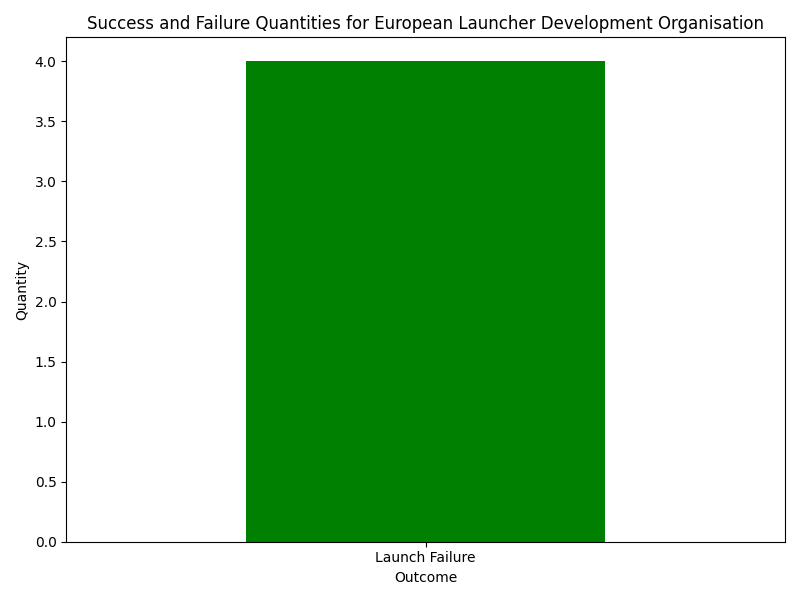 Success and Failure Quantities for European Launcher Development Organisation
4.0
3.5
3.0
2.5
2.0
1.5
1.0
0.5
0.0
Quantity
Launch Failure
Outcome